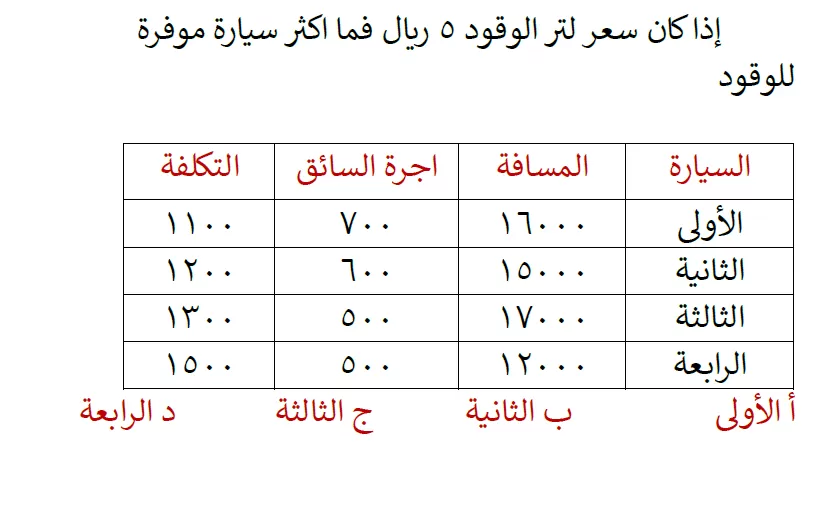 إذا كان سعر لتر الوقود ٥ ريال فما اكثر سيارة موفرة
للوقود
السيارة المسافة اجرة السائق التكلفة
الأولى ١٦٠٠٠ ٧٠٠ ١١٠٠
الثانية ١٥٠٠٠ ٦٠٠ ١٢٠٠
الثالثة ١٧٠٠٠ ٥٠٠ ١٣٠٠
الرابعة ١٢٠٠٠ ٥٠٠ ١٥٠٠
أ الأولى ب الثانية ج الثالثة د الرابعة